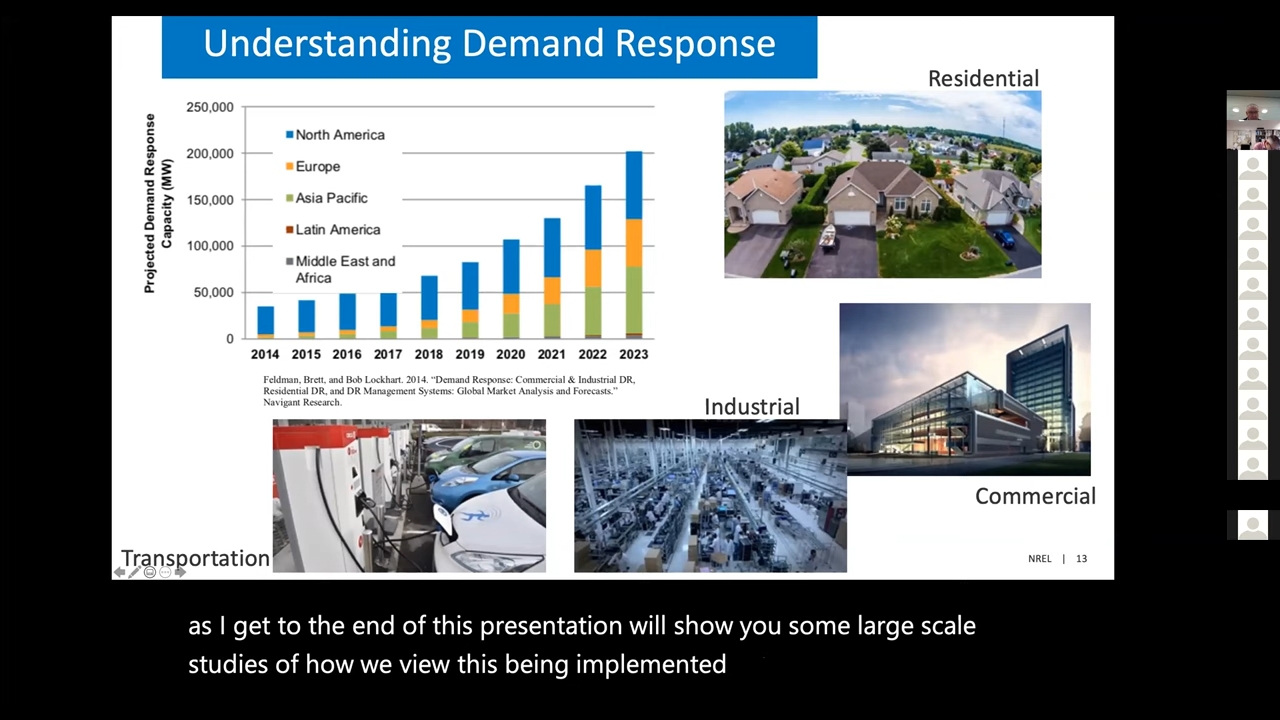 Understanding Demand Response
Residential
Projected Demand Response
Capacity (MW)
250,000
200,000
150,000
100,000
50,000
0
North America
Europe
Asia Pacific
Latin America
Middle East and
Africa
2014 2015 2016 2017 2018 2019 2020 2021 2022 2023
Feldman, Brett, and Bob Lockhart. 2014. “Demand Response: Commercial & Industrial DR,
Residential DR, and DR Management Systems: Global Market Analysis and Forecasts.”
Navigant Research.
Industrial
Commercial
Transportation
NREL | 13
as I get to the end of this presentation will show you some large scale
studies of how we view this being implemented